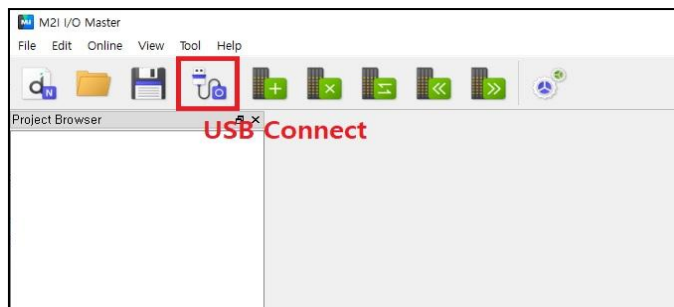 M2I I/O Master
File Edit Online View Tool Help
Project Browser
USB Connect